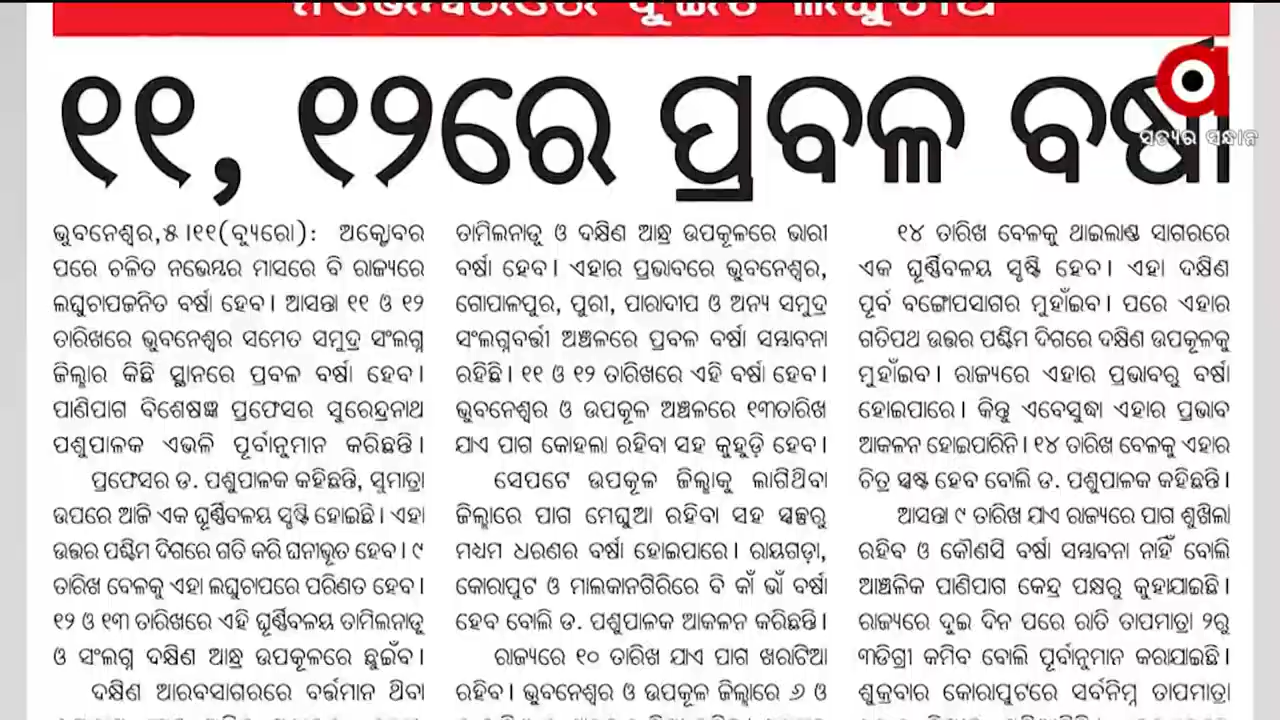 ନଭେମ୍ବରରେ ଦୁଇଟି ଲଘୁଚାପ
୧୧, ୧୨ରେ ପ୍ରବଳ ବର୍ଷା
ସତ୍ୟର ସନ୍ଧାନ
ଭୁବନେଶ୍ୱର,୫।୧୧(ବ୍ୟୁରୋ): ଅକ୍ଟୋବର
ପରେ ଚଳିତ ନଭେମ୍ବର ମାସରେ ବି ରାଜ୍ୟରେ
ଲଘୁଚାପଜନିତ ବର୍ଷା ହେବ। ଆସନ୍ତା ୧୧ ଓ ୧୨
ତାରିଖରେ ଭୁବନେଶ୍ୱର ସମେତ ସମୁଦ୍ର ସଂଲଗ୍ନ
ଜିଲ୍ଲାର କିଛି ସ୍ଥାନରେ ପ୍ରବଳ ବର୍ଷା ହେବ।
ପାଣିପାଗ ବିଶେଷଜ୍ଞ ପ୍ରଫେସର ସୁରେନ୍ଦ୍ରନାଥ
ପଶୁପାଳକ ଏଭଳି ପୂର୍ବାନୁମାନ କରିଛନ୍ତି।
ପ୍ରଫେସର ଡ. ପଶୁପାଳକ କହିଛନ୍ତି, ସୁମାତ୍ରା
ଉପରେ ଆଜି ଏକ ଘୂର୍ଣ୍ଣିବଳୟ ସୃଷ୍ଟି ହୋଇଛି। ଏହା
ଉତ୍ତର ପଶ୍ଚିମ ଦିଗରେ ଗତି କରି ଘନୀଭୂତ ହେବ। ୯
ତାରିଖ ବେଳକୁ ଏହା ଲଘୁଚାପରେ ପରିଣତ ହେବ।
୧୨ ଓ ୧୩ ତାରିଖରେ ଏହି ଘୂର୍ଣ୍ଣିବଳୟ ତାମିଲନାଡୁ
ଓ ସଂଲଗ୍ନ ଦକ୍ଷିଣ ଆନ୍ଧ୍ର ଉପକୂଳରେ ଛୁଇଁବ।
ଦକ୍ଷିଣ ଆରବସାଗରରେ ବର୍ତ୍ତମାନ ଥିବା
ତାମିଲନାଡୁ ଓ ଦକ୍ଷିଣ ଆନ୍ଧ୍ର ଉପକୂଳରେ ଭାରୀ
ବର୍ଷା ହେବ। ଏହାର ପ୍ରଭାବରେ ଭୁବନେଶ୍ୱର,
ଗୋପାଳପୁର, ପୁରୀ, ପାରାଦୀପ ଓ ଅନ୍ୟ ସମୁଦ୍ର
ସଂଲଗ୍ନବର୍ତ୍ତୀ ଅଞ୍ଚଳରେ ପ୍ରବଳ ବର୍ଷା ସମ୍ଭାବନା
ରହିଛି। ୧୧ ଓ ୧୨ ତାରିଖରେ ଏହି ବର୍ଷା ହେବ।
ଭୁବନେଶ୍ୱର ଓ ଉପକୂଳ ଅଞ୍ଚଳରେ ୧୩ତାରିଖ
ଯାଏ ପାଗ କୋହଲା ରହିବା ସହ କୁହୁଡ଼ି ହେବ।
ସେପଟେ ଉପକୂଳ ଜିଲ୍ଲାକୁ ଲାଗିଥିବା
ଜିଲ୍ଲାରେ ପାଗ ମେଘୁଆ ରହିବା ସହ ସ୍ୱଳ୍ପରୁ
ମଧ୍ୟମ ଧରଣର ବର୍ଷା ହୋଇପାରେ। ରାୟଗଡ଼ା,
କୋରାପୁଟ ଓ ମାଲକାନଗିରିରେ ବି କାଁ ଭାଁ ବର୍ଷା
ହେବ ବୋଲି ଡ. ପଶୁପାଳକ ଆକଳନ କରିଛନ୍ତି।
ରାଜ୍ୟରେ ୧୦ ତାରିଖ ଯାଏ ପାଗ ଖରାଟିଆ
ରହିବ। ଭୁବନେଶ୍ୱର ଓ ଉପକୂଳ ଜିଲ୍ଲାରେ ୬ ଓ
୧୪ ତାରିଖ ବେଳକୁ ଥାଇଲାଣ୍ଡ ସାଗରରେ
ଏକ ଘୂର୍ଣ୍ଣିବଳୟ ସୃଷ୍ଟି ହେବ। ଏହା ଦକ୍ଷିଣ
ପୂର୍ବ ବଙ୍ଗୋପସାଗର ମୁହାଁଇବ। ପରେ ଏହାର
ଗତିପଥ ଉତ୍ତର ପଶ୍ଚିମ ଦିଗରେ ଦକ୍ଷିଣ ଉପକୂଳକୁ
ମୁହାଁଇବ। ରାଜ୍ୟରେ ଏହାର ପ୍ରଭାବରୁ ବର୍ଷା
ହୋଇପାରେ। କିନ୍ତୁ ଏବେସୁଦ୍ଧା ଏହାର ପ୍ରଭାବ
ଆକଳନ ହୋଇପାରିନି। ୧୪ ତାରିଖ ବେଳକୁ ଏହାର
ଚିତ୍ର ସ୍ପଷ୍ଟ ହେବ ବୋଲି ଡ. ପଶୁପାଳକ କହିଛନ୍ତି।
ଆସନ୍ତା ୯ ତାରିଖ ଯାଏ ରାଜ୍ୟରେ ପାଗ ଶୁଖିଲା
ରହିବ ଓ କୌଣସି ବର୍ଷା ସମ୍ଭାବନା ନାହିଁ ବୋଲି
ଆଞ୍ଚଳିକ ପାଣିପାଗ କେନ୍ଦ୍ର ପକ୍ଷରୁ କୁହାଯାଇଛି।
ରାଜ୍ୟରେ ଦୁଇ ଦିନ ପରେ ରାତି ତାପମାତ୍ରା ୨ରୁ
୩ଡିଗ୍ରୀ କମିବ ବୋଲି ପୂର୍ବାନୁମାନ କରାଯାଇଛି।
ଶୁକ୍ରବାର କୋରାପୁଟରେ ସର୍ବନିମ୍ନ ତାପମାତ୍ରା